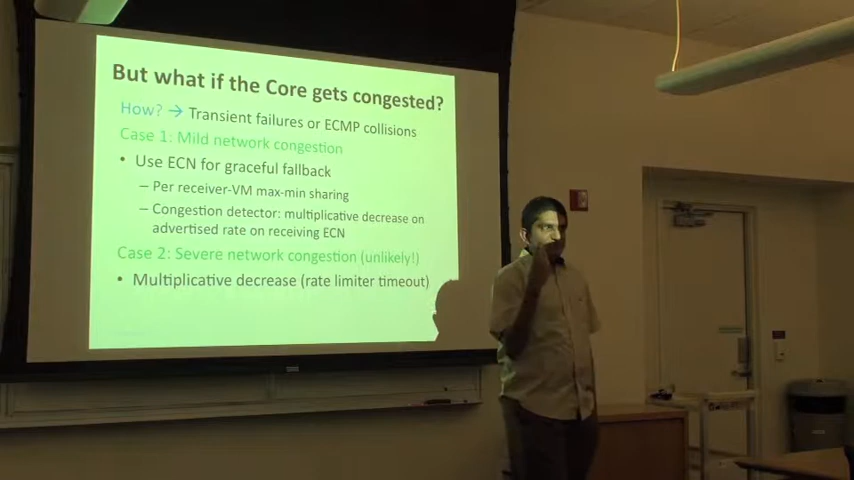 But what if the Core gets congested?
How? → Transient failures or ECMP collisions
Case 1: Mild network congestion
• Use ECN for graceful fallback
– Per receiver-VM max-min sharing
– Congestion detector: multiplicative decrease on
advertised rate on receiving ECN
Case 2: Severe network congestion (unlikely!)
• Multiplicative decrease (rate limiter timeout)